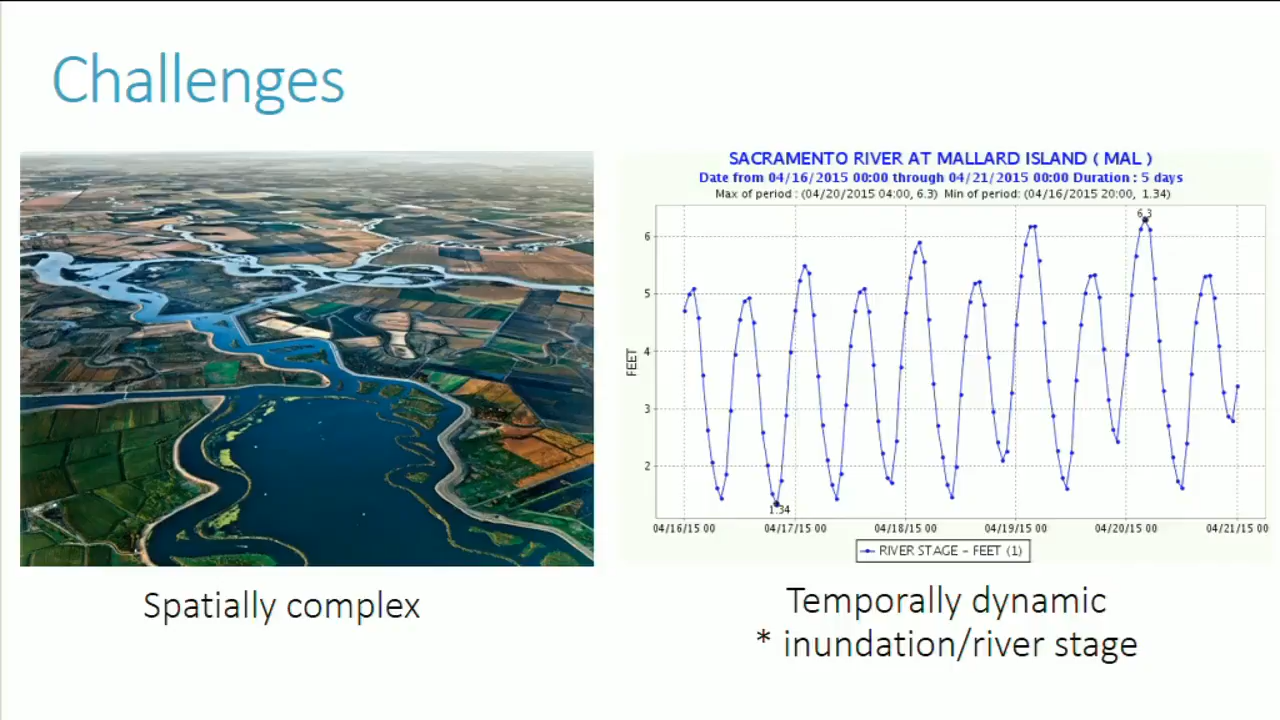 Challenges
SACRAMENTO RIVER AT MALLARD ISLAND ( MAL )
Date from 04/16/2015 00:00 through 04/21/2015 00:00 Duration : 5 days
Max of period : (04/20/2015 04:00, 6.3) Min of period: (04/16/2015 20:00, 1.34)
6.3
6
5
4
3
2
FEET
1.34
04/16/15 00 04/17/15 00 04/18/15 00 04/19/15 00 04/20/15 00 04/21/15 00
RIVER STAGE - FEET (1)
Spatially complex
Temporally dynamic
* inundation/river stage